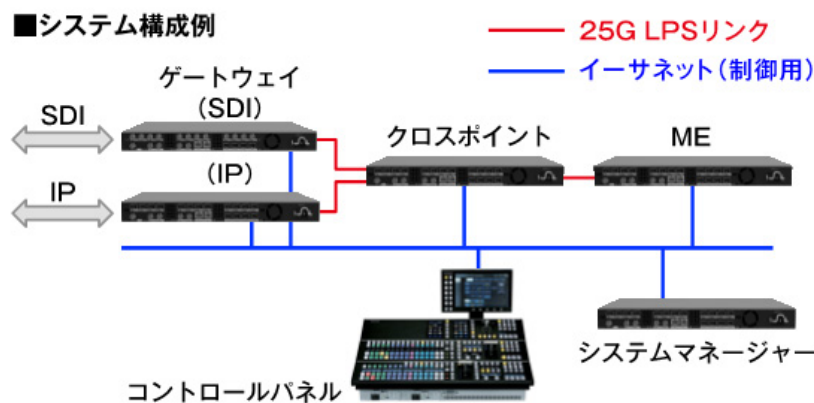 ■システム構成例
25G LPSリンク
イーサネット（制御用）
ゲートウェイ
（SDI）
SDI
クロスポイント
ME
（IP）
IP
システムマネージャー
コントロールパネル